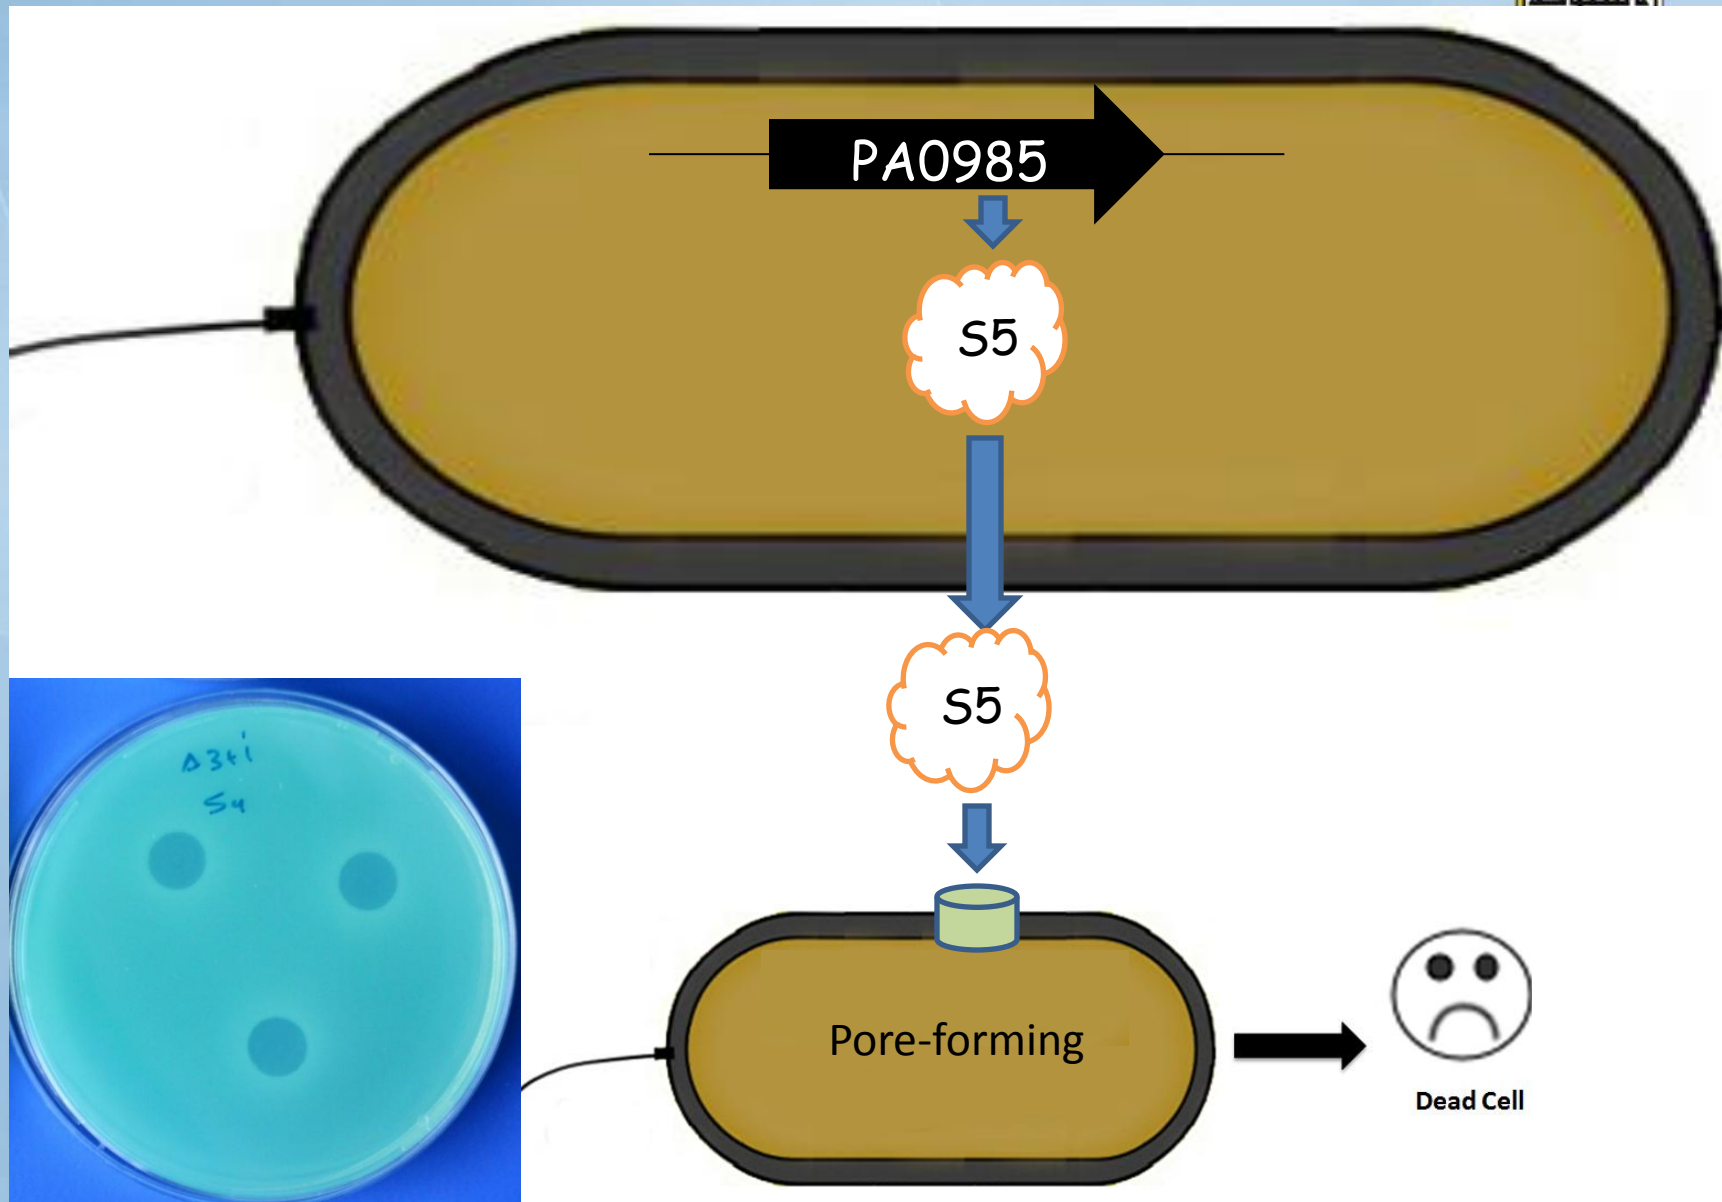 PA0985
S5
S5
Δ3+i
S4
Pore-forming
Dead Cell